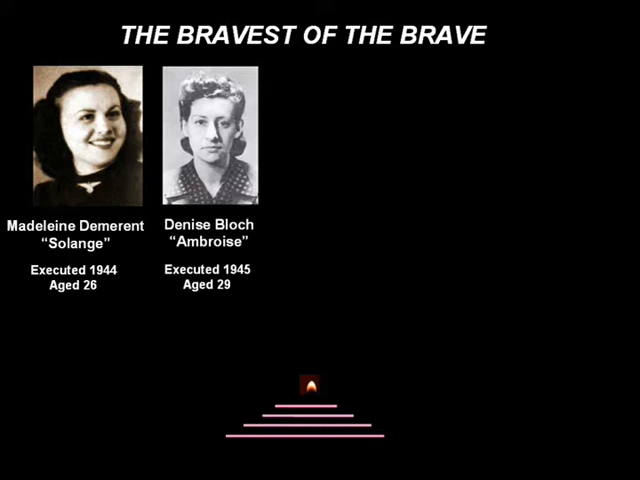 THE BRAVEST OF THE BRAVE
Madeleine Demerent
“Solange”
Executed 1944
Aged 26
Denise Bloch
“Ambroise”
Executed 1945
Aged 29